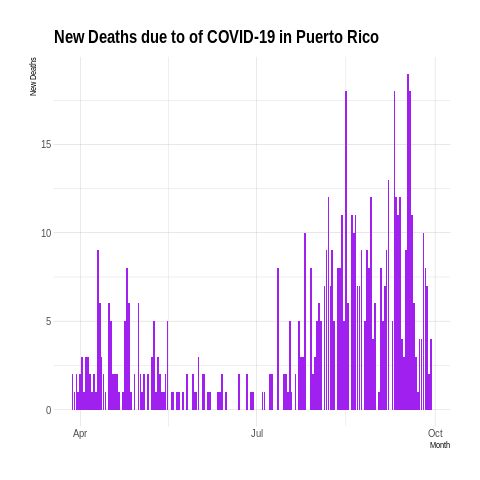 New Deaths due to of COVID-19 in Puerto Rico
New Deaths
15
10
5
0
Apr
Jul
Oct
Month